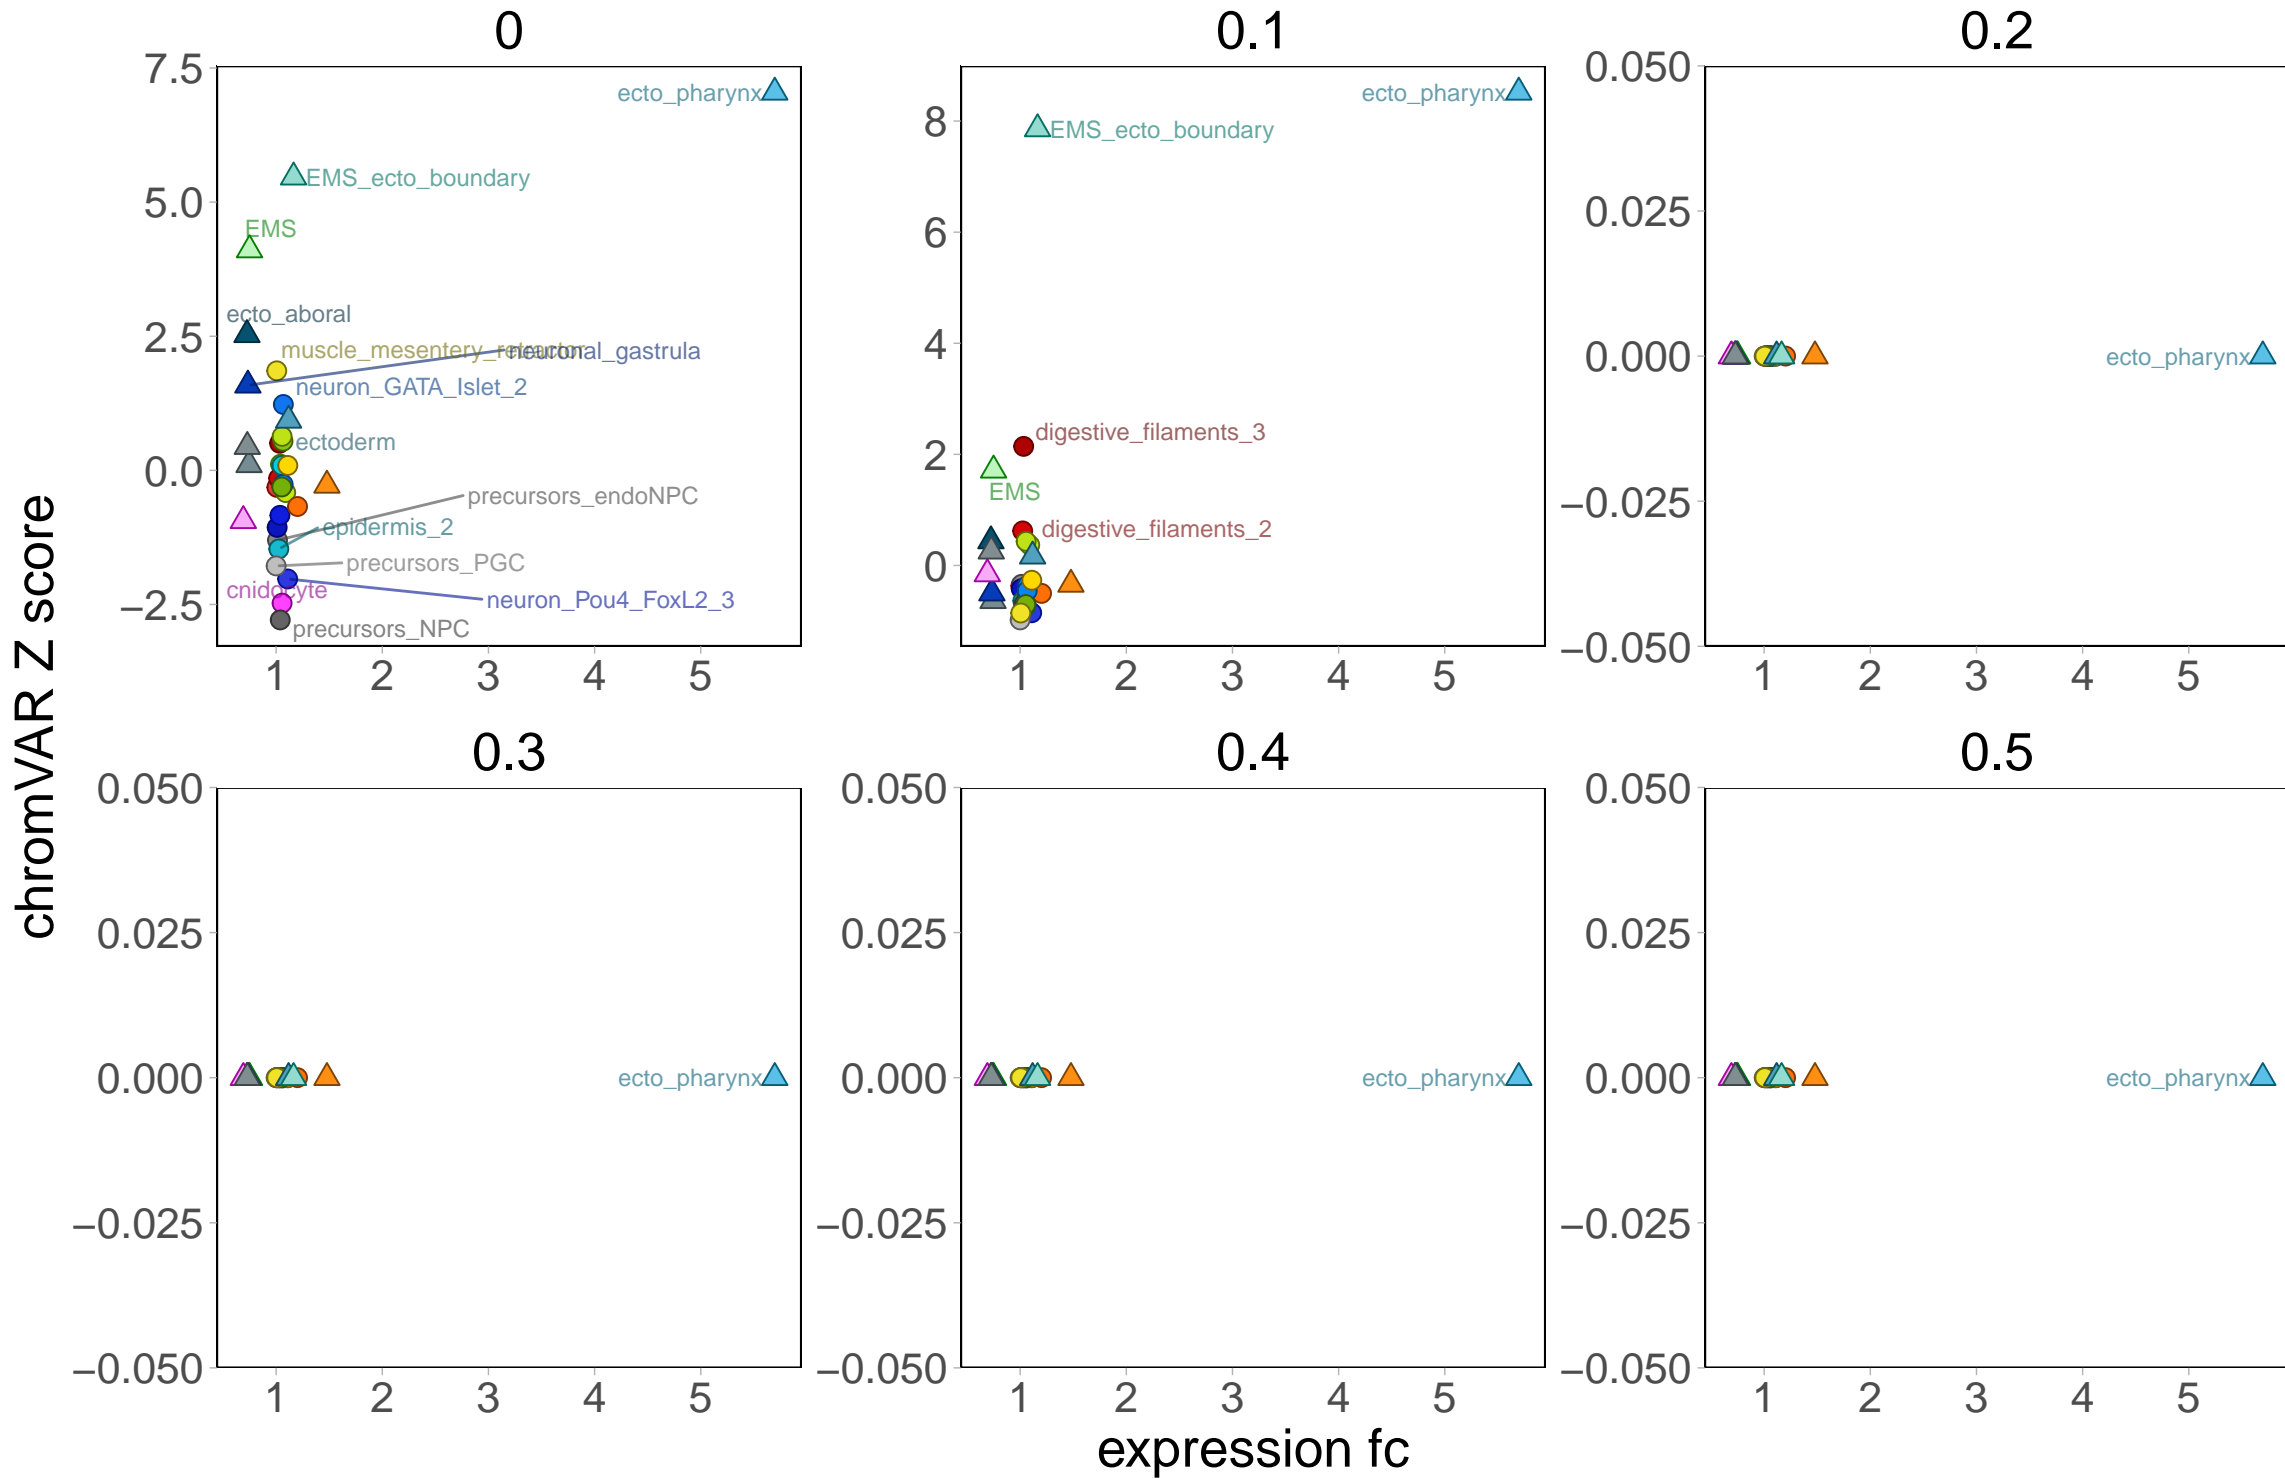 0
0.1
0.2
7.5
5.0
2.5
0.0
−2.5
ecto_pharynx
EMS_ecto_boundary
EMS
ecto_aboral
muscle_mesentery_retractor
neuronal_gastrula
neuron_GATA_Islet_2
ectoderm
precursors_endoNPC
epidermis_2
precursors_PGC
cnidocyte
neuron_Pou4_FoxL2_3
precursors_NPC
1 2 3 4 5
8
6
4
2
0
ecto_pharynx
EMS_ecto_boundary
digestive_filaments_3
EMS
digestive_filaments_2
1 2 3 4 5
0.050
0.025
0.000
−0.025
−0.050
ecto_pharynx
1 2 3 4 5
0.3
0.4
0.5
0.050
0.025
0.000
−0.025
−0.050
ecto_pharynx
1 2 3 4 5
0.050
0.025
0.000
−0.025
−0.050
ecto_pharynx
1 2 3 4 5
0.050
0.025
0.000
−0.025
−0.050
ecto_pharynx
1 2 3 4 5
chromVAR Z score
expression fc